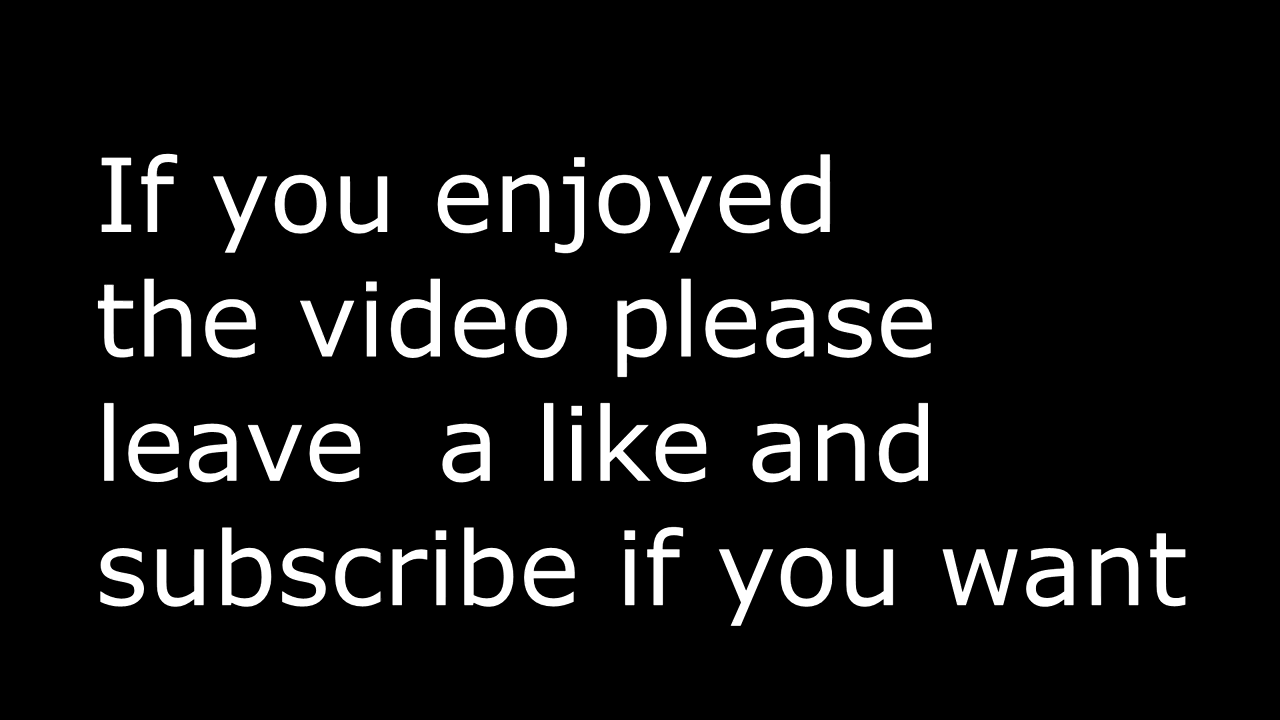 If you enjoyed
the video please
leave  a like and
subscribe if you want